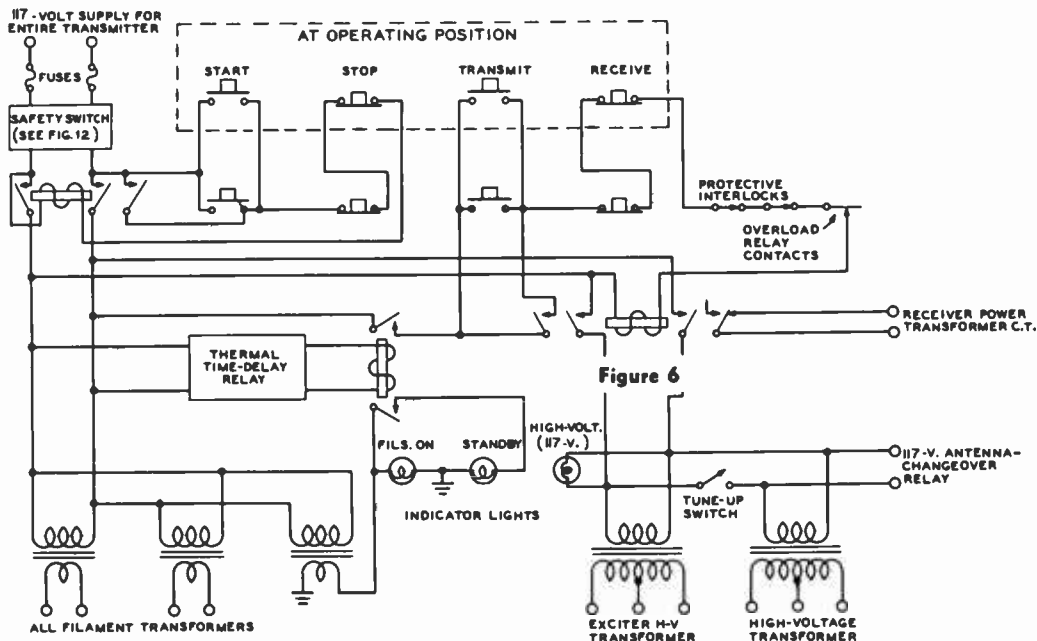 117-VOLT SUPPLY FOR
ENTIRE TRANSMITTER
FUSES
SAFETY SWITCH
(SEE FIG. 12)
AT OPERATING POSITION
START
STOP
TRANSMIT
RECEIVE
PROTECTIVE
INTERLOCKS
OVERLOAD
RELAY
CONTACTS
RECEIVER POWER
TRANSFORMER C.T.
THERMAL
TIME-DELAY
RELAY
Figure 6
FILS. ON
STANDBY
HIGH-VOLT.
(117-V.)
INDICATOR LIGHTS
TUNE-UP
SWITCH
117-V. ANTENNA-
CHANGEOVER
RELAY
ALL FILAMENT TRANSFORMERS
EXCITER H-V
TRANSFORMER
HIGH-VOLTAGE
TRANSFORMER